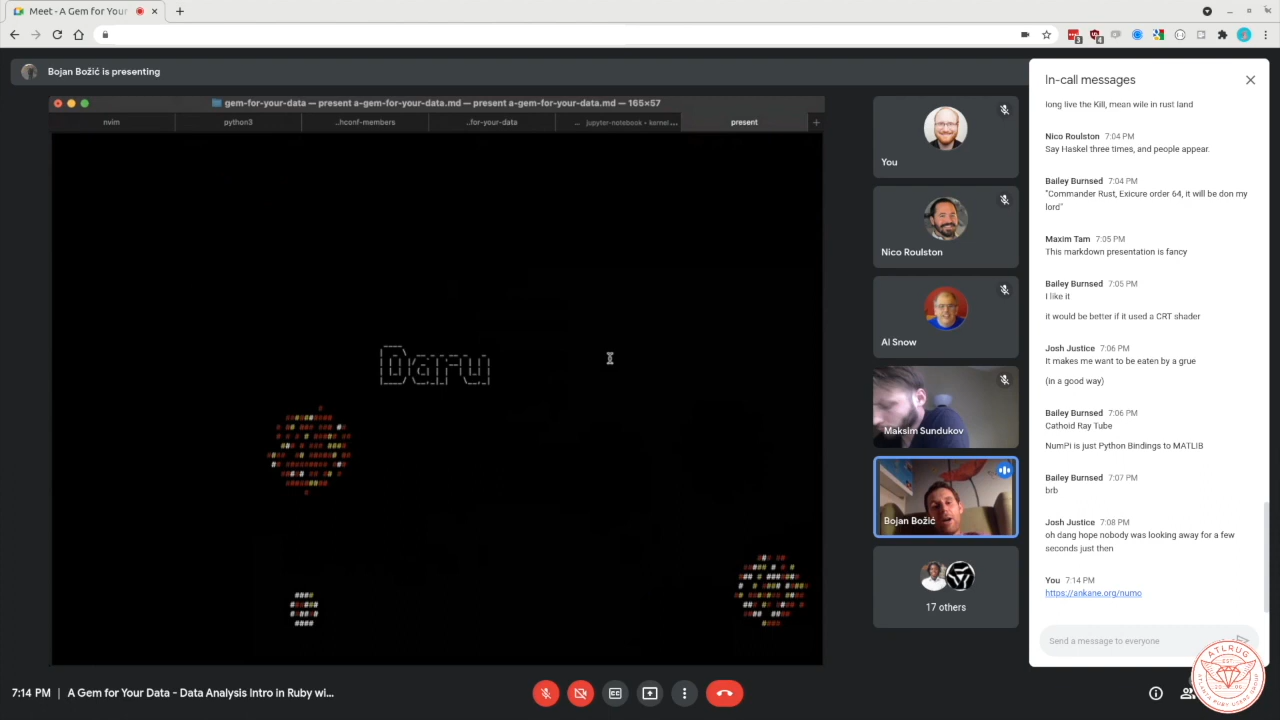 Meet - A Gem for Your
Bojan Božić is presenting
gem-for-your-data — present a-gem-for-your-data.md — present a-gem-for-your-data.md — 165×57
nvim
python3
..hconf-members
..for-your-data
... jupyter-notebook - kernel...
present
Daru
You
Nico Roulston
Al Snow
Maksim Sundukov
Bojan Božić
17 others
In-call messages
long live the Kill, mean wile in rust land
Nico Roulston 7:04 PM
Say Haskel three times, and people appear.
Bailey Burnsed 7:04 PM
"Commander Rust, Exicure order 64, it will be don my
lord"
Maxim Tam 7:05 PM
This markdown presentation is fancy
Bailey Burnsed 7:05 PM
I like it
it would be better if it used a CRT shader
Josh Justice 7:06 PM
It makes me want to be eaten by a grue
(in a good way)
Bailey Burnsed 7:06 PM
Cathoid Ray Tube
NumPi is just Python Bindings to MATLIB
Bailey Burnsed 7:07 PM
brb
Josh Justice 7:08 PM
oh dang hope nobody was looking away for a few
seconds just then
You 7:14 PM
https://ankane.org/numo
Send a message to everyone
7:14 PM | A Gem for Your Data - Data Analysis Intro in Ruby wi...
ATLRUG
EST.
ATLANTA RUBY USERS GROUP